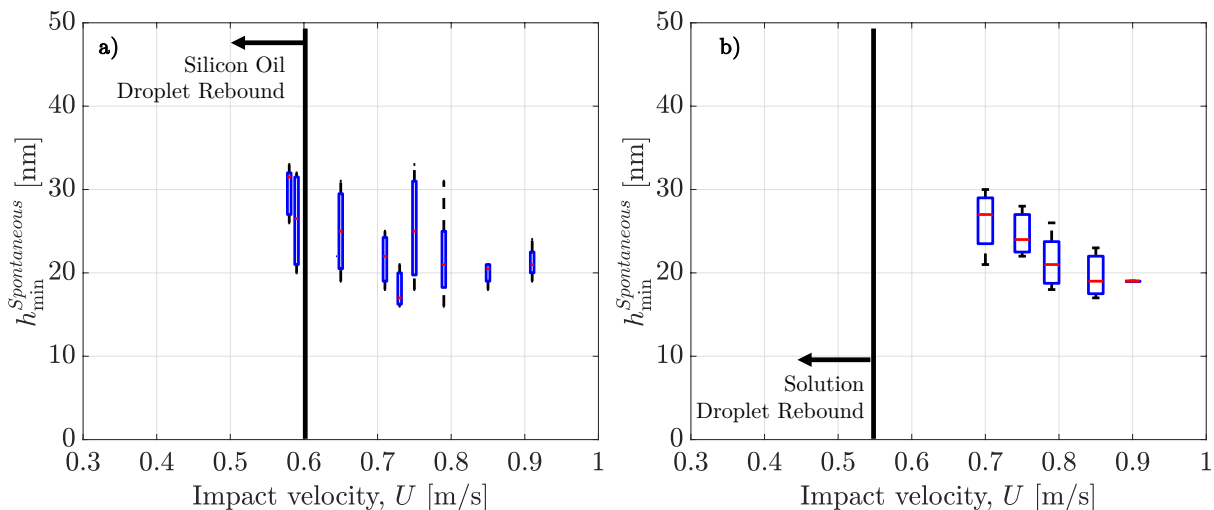 a)
Silicon Oil
Droplet Rebound
50
40
30
20
10
0
h_min^Spontaneous [nm]
0.3 0.4 0.5 0.6 0.7 0.8 0.9 1
Impact velocity, U [m/s]
b)
Solution
Droplet Rebound
50
40
30
20
10
0
h_min^Spontaneous [nm]
0.3 0.4 0.5 0.6 0.7 0.8 0.9 1
Impact velocity, U [m/s]